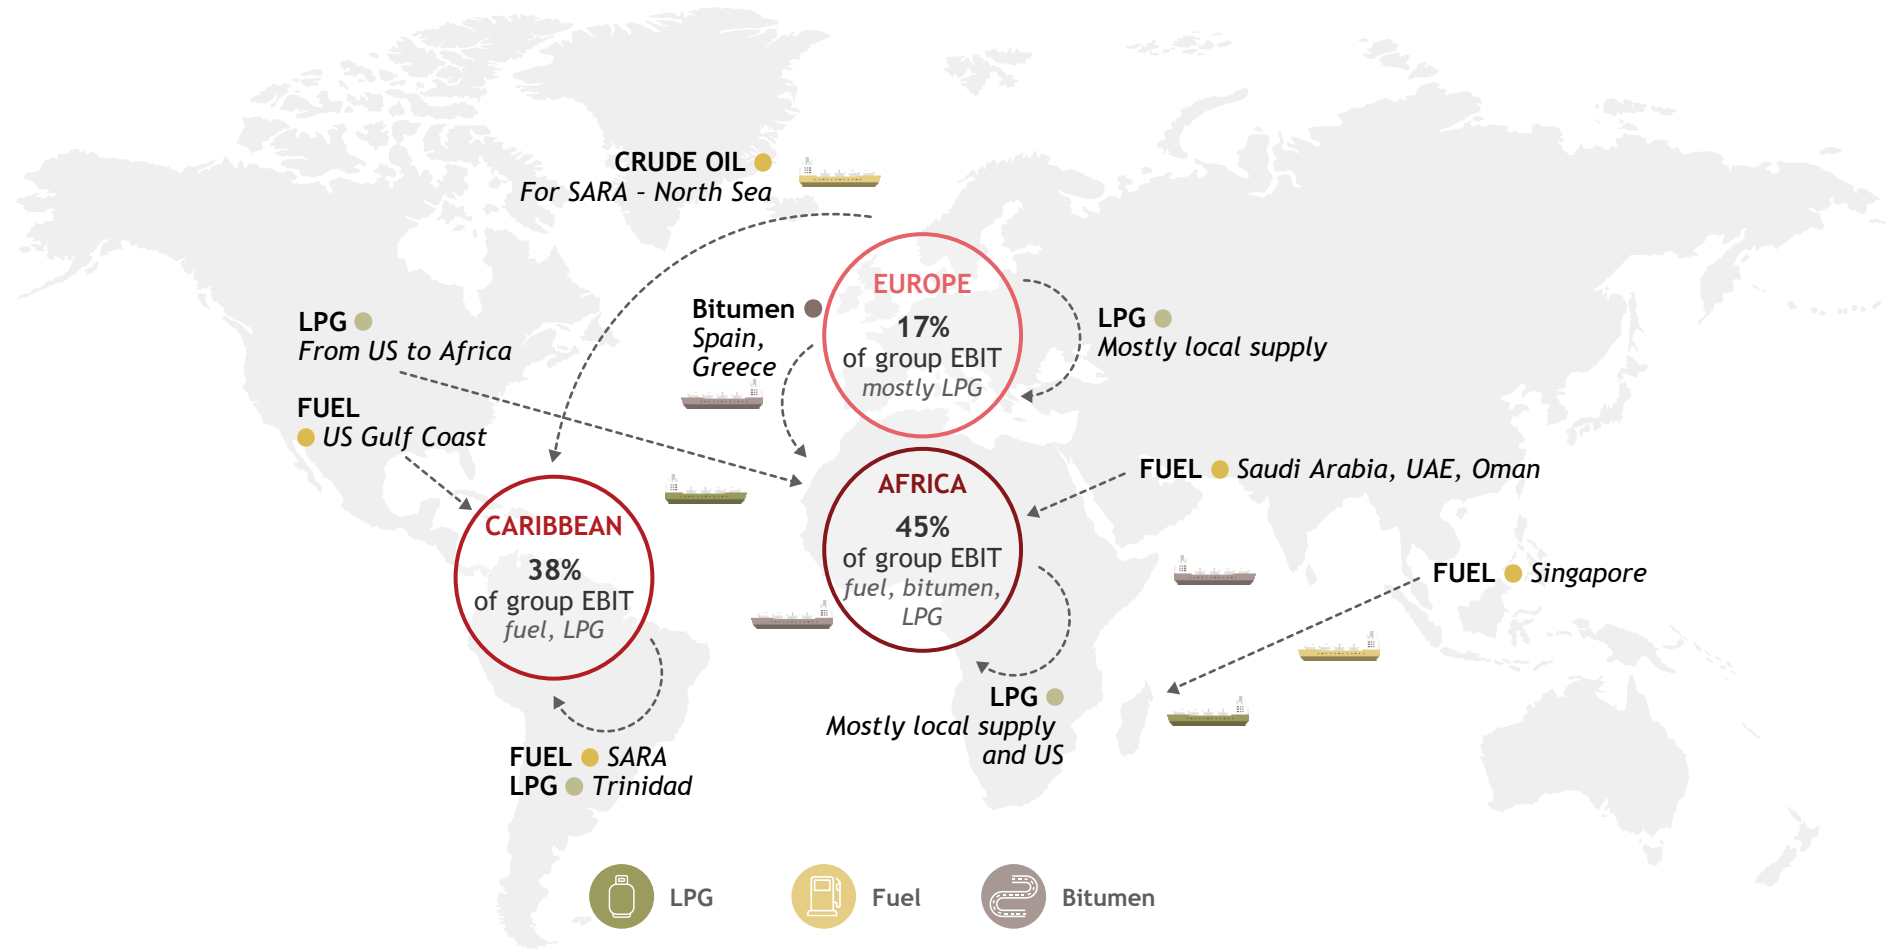 CRUDE OIL
For SARA – North Sea
EUROPE
17%
of group EBIT
mostly LPG
Bitumen
Spain,
Greece
LPG
Mostly local supply
LPG
From US to Africa
FUEL
US Gulf Coast
CARIBBEAN
38%
of group EBIT
fuel, LPG
AFRICA
45%
of group EBIT
fuel, bitumen,
LPG
FUEL Saudi Arabia, UAE, Oman
FUEL Singapore
LPG
Mostly local supply
and US
FUEL SARA
LPG Trinidad
LPG
Fuel
Bitumen